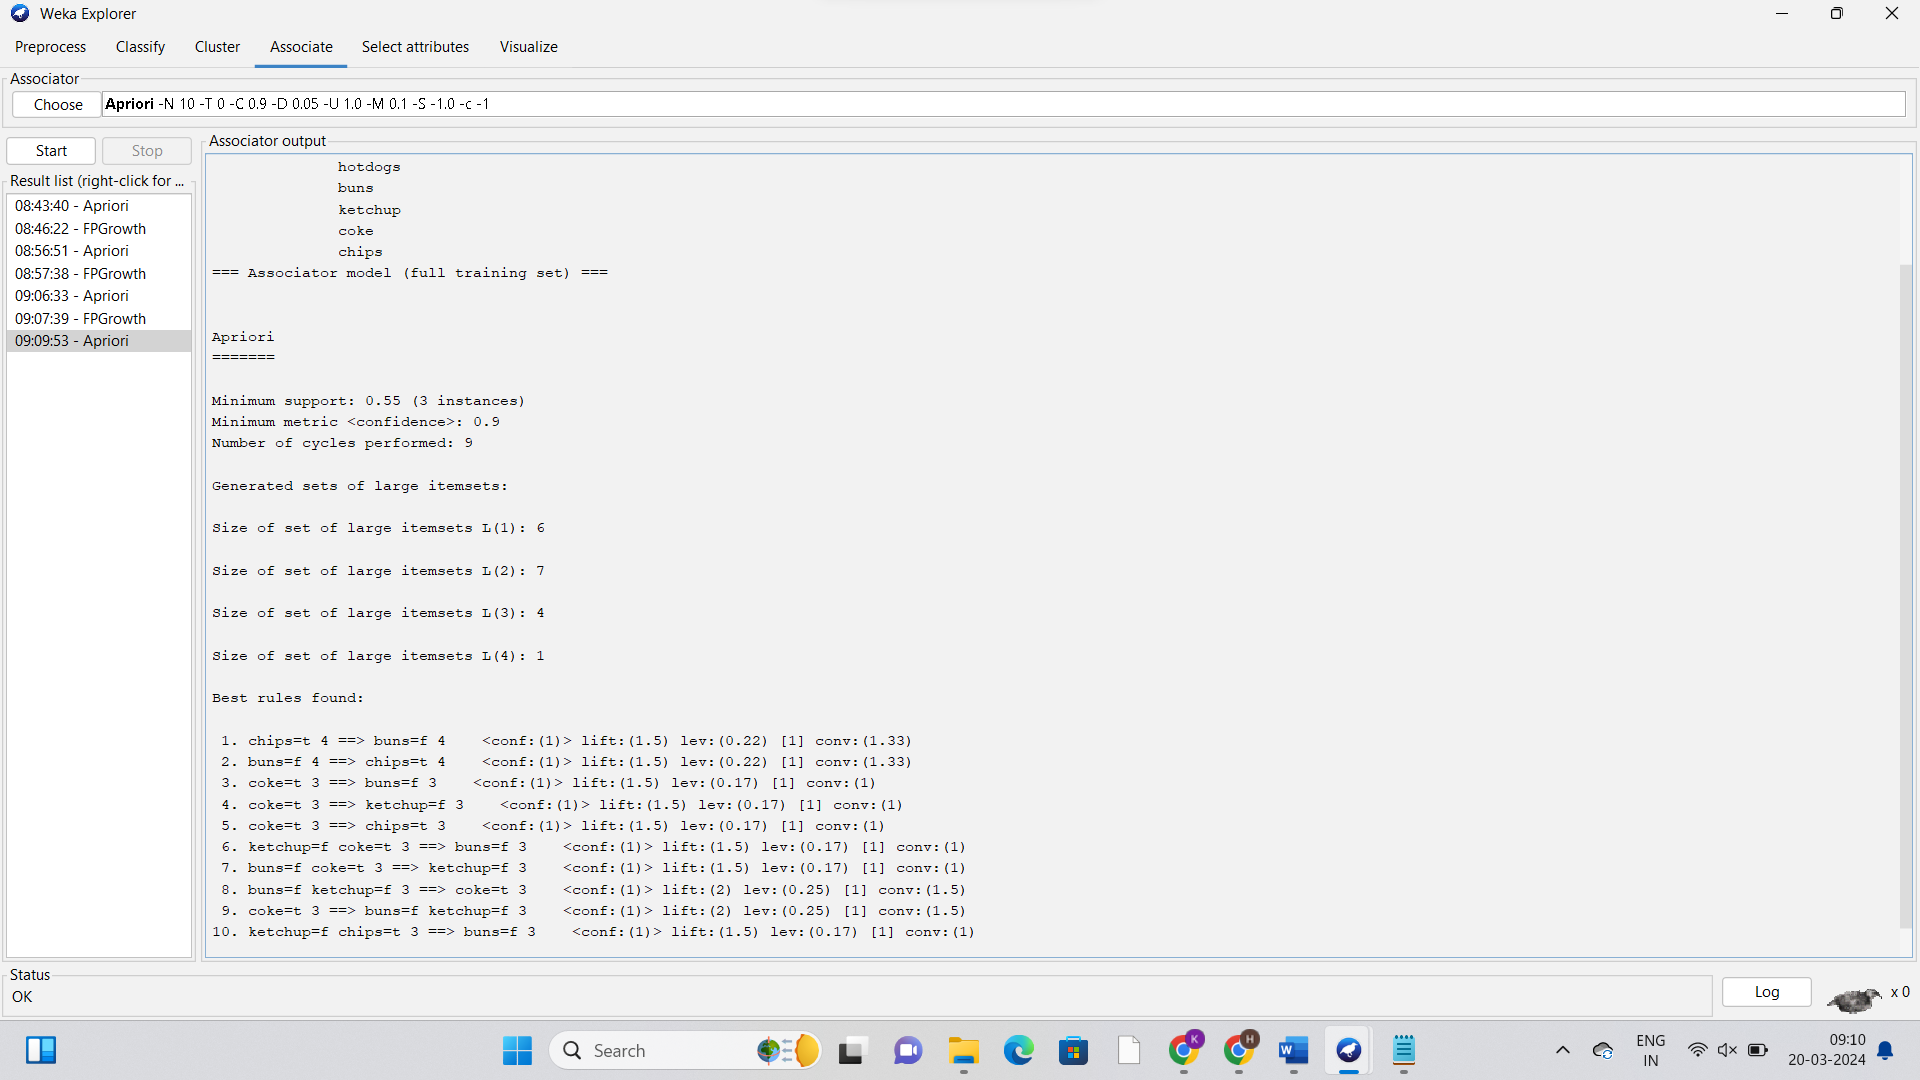 Weka Explorer
Preprocess Classify Cluster Associate Select attributes Visualize
Associator
Choose Apriori -N 10 -T 0 -C 0.9 -D 0.05 -U 1.0 -M 0.1 -S -1.0 -c -1
Start Stop
Result list (right-click for ...
08:43:40 - Apriori
08:46:22 - FPGrowth
08:56:51 - Apriori
08:57:38 - FPGrowth
09:06:33 - Apriori
09:07:39 - FPGrowth
09:09:53 - Apriori
Associator output
hotdogs
buns
ketchup
coke
chips
=== Associator model (full training set) ===
Apriori
=======
Minimum support: 0.55 (3 instances)
Minimum metric <confidence>: 0.9
Number of cycles performed: 9
Generated sets of large itemsets:
Size of set of large itemsets L(1): 6
Size of set of large itemsets L(2): 7
Size of set of large itemsets L(3): 4
Size of set of large itemsets L(4): 1
Best rules found:
1. chips=t 4 ==> buns=f 4 <conf:(1)> lift:(1.5) lev:(0.22) [1] conv:(1.33)
2. buns=f 4 ==> chips=t 4 <conf:(1)> lift:(1.5) lev:(0.22) [1] conv:(1.33)
3. coke=t 3 ==> buns=f 3 <conf:(1)> lift:(1.5) lev:(0.17) [1] conv:(1)
4. coke=t 3 ==> ketchup=f 3 <conf:(1)> lift:(1.5) lev:(0.17) [1] conv:(1)
5. coke=t 3 ==> chips=t 3 <conf:(1)> lift:(1.5) lev:(0.17) [1] conv:(1)
6. ketchup=f coke=t 3 ==> buns=f 3 <conf:(1)> lift:(1.5) lev:(0.17) [1] conv:(1)
7. buns=f coke=t 3 ==> ketchup=f 3 <conf:(1)> lift:(1.5) lev:(0.17) [1] conv:(1)
8. buns=f ketchup=f 3 ==> coke=t 3 <conf:(1)> lift:(2) lev:(0.25) [1] conv:(1.5)
9. coke=t 3 ==> buns=f ketchup=f 3 <conf:(1)> lift:(2) lev:(0.25) [1] conv:(1.5)
10. ketchup=f chips=t 3 ==> buns=f 3 <conf:(1)> lift:(1.5) lev:(0.17) [1] conv:(1)
Status
OK
Log
x 0
Search
K
H
W
ENG
IN
09:10
20-03-2024